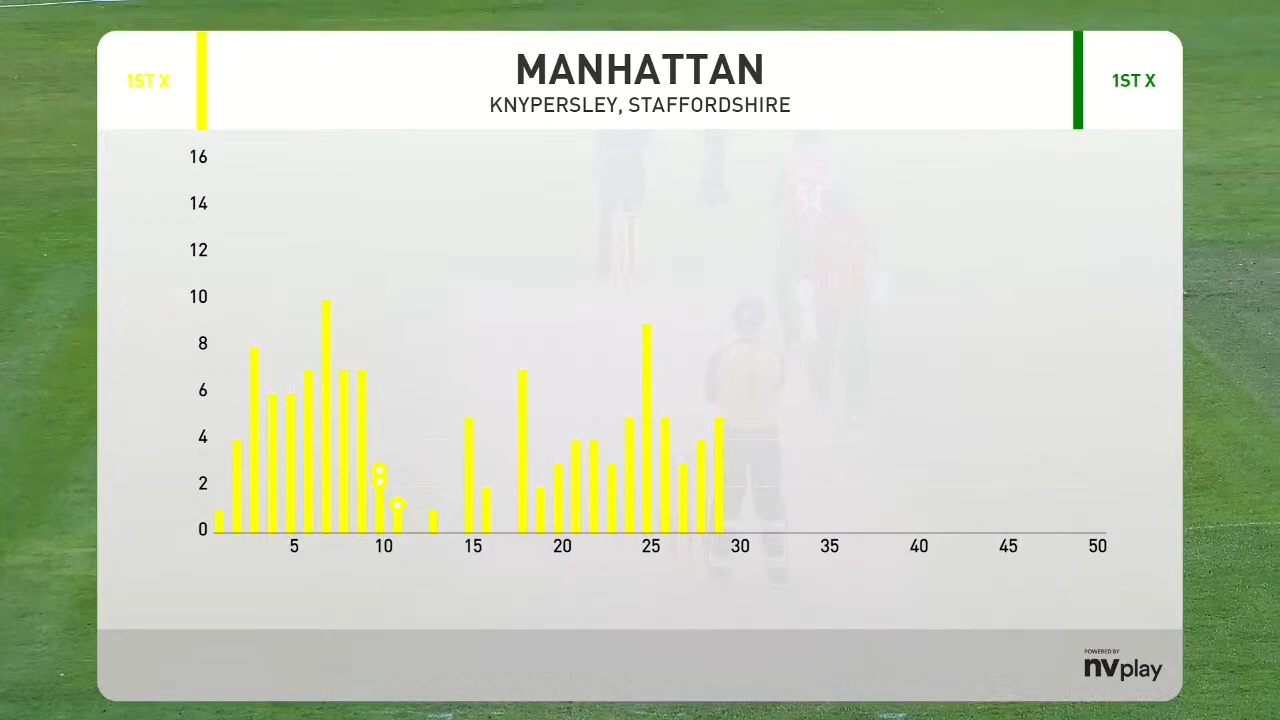 MANHATTAN
KNYPERSLEY, STAFFORDSHIRE
1ST X
1ST X
16
14
12
10
8
6
4
2
0
5 10 15 20 25 30 35 40 45 50
54
POWERED BY
nvplay